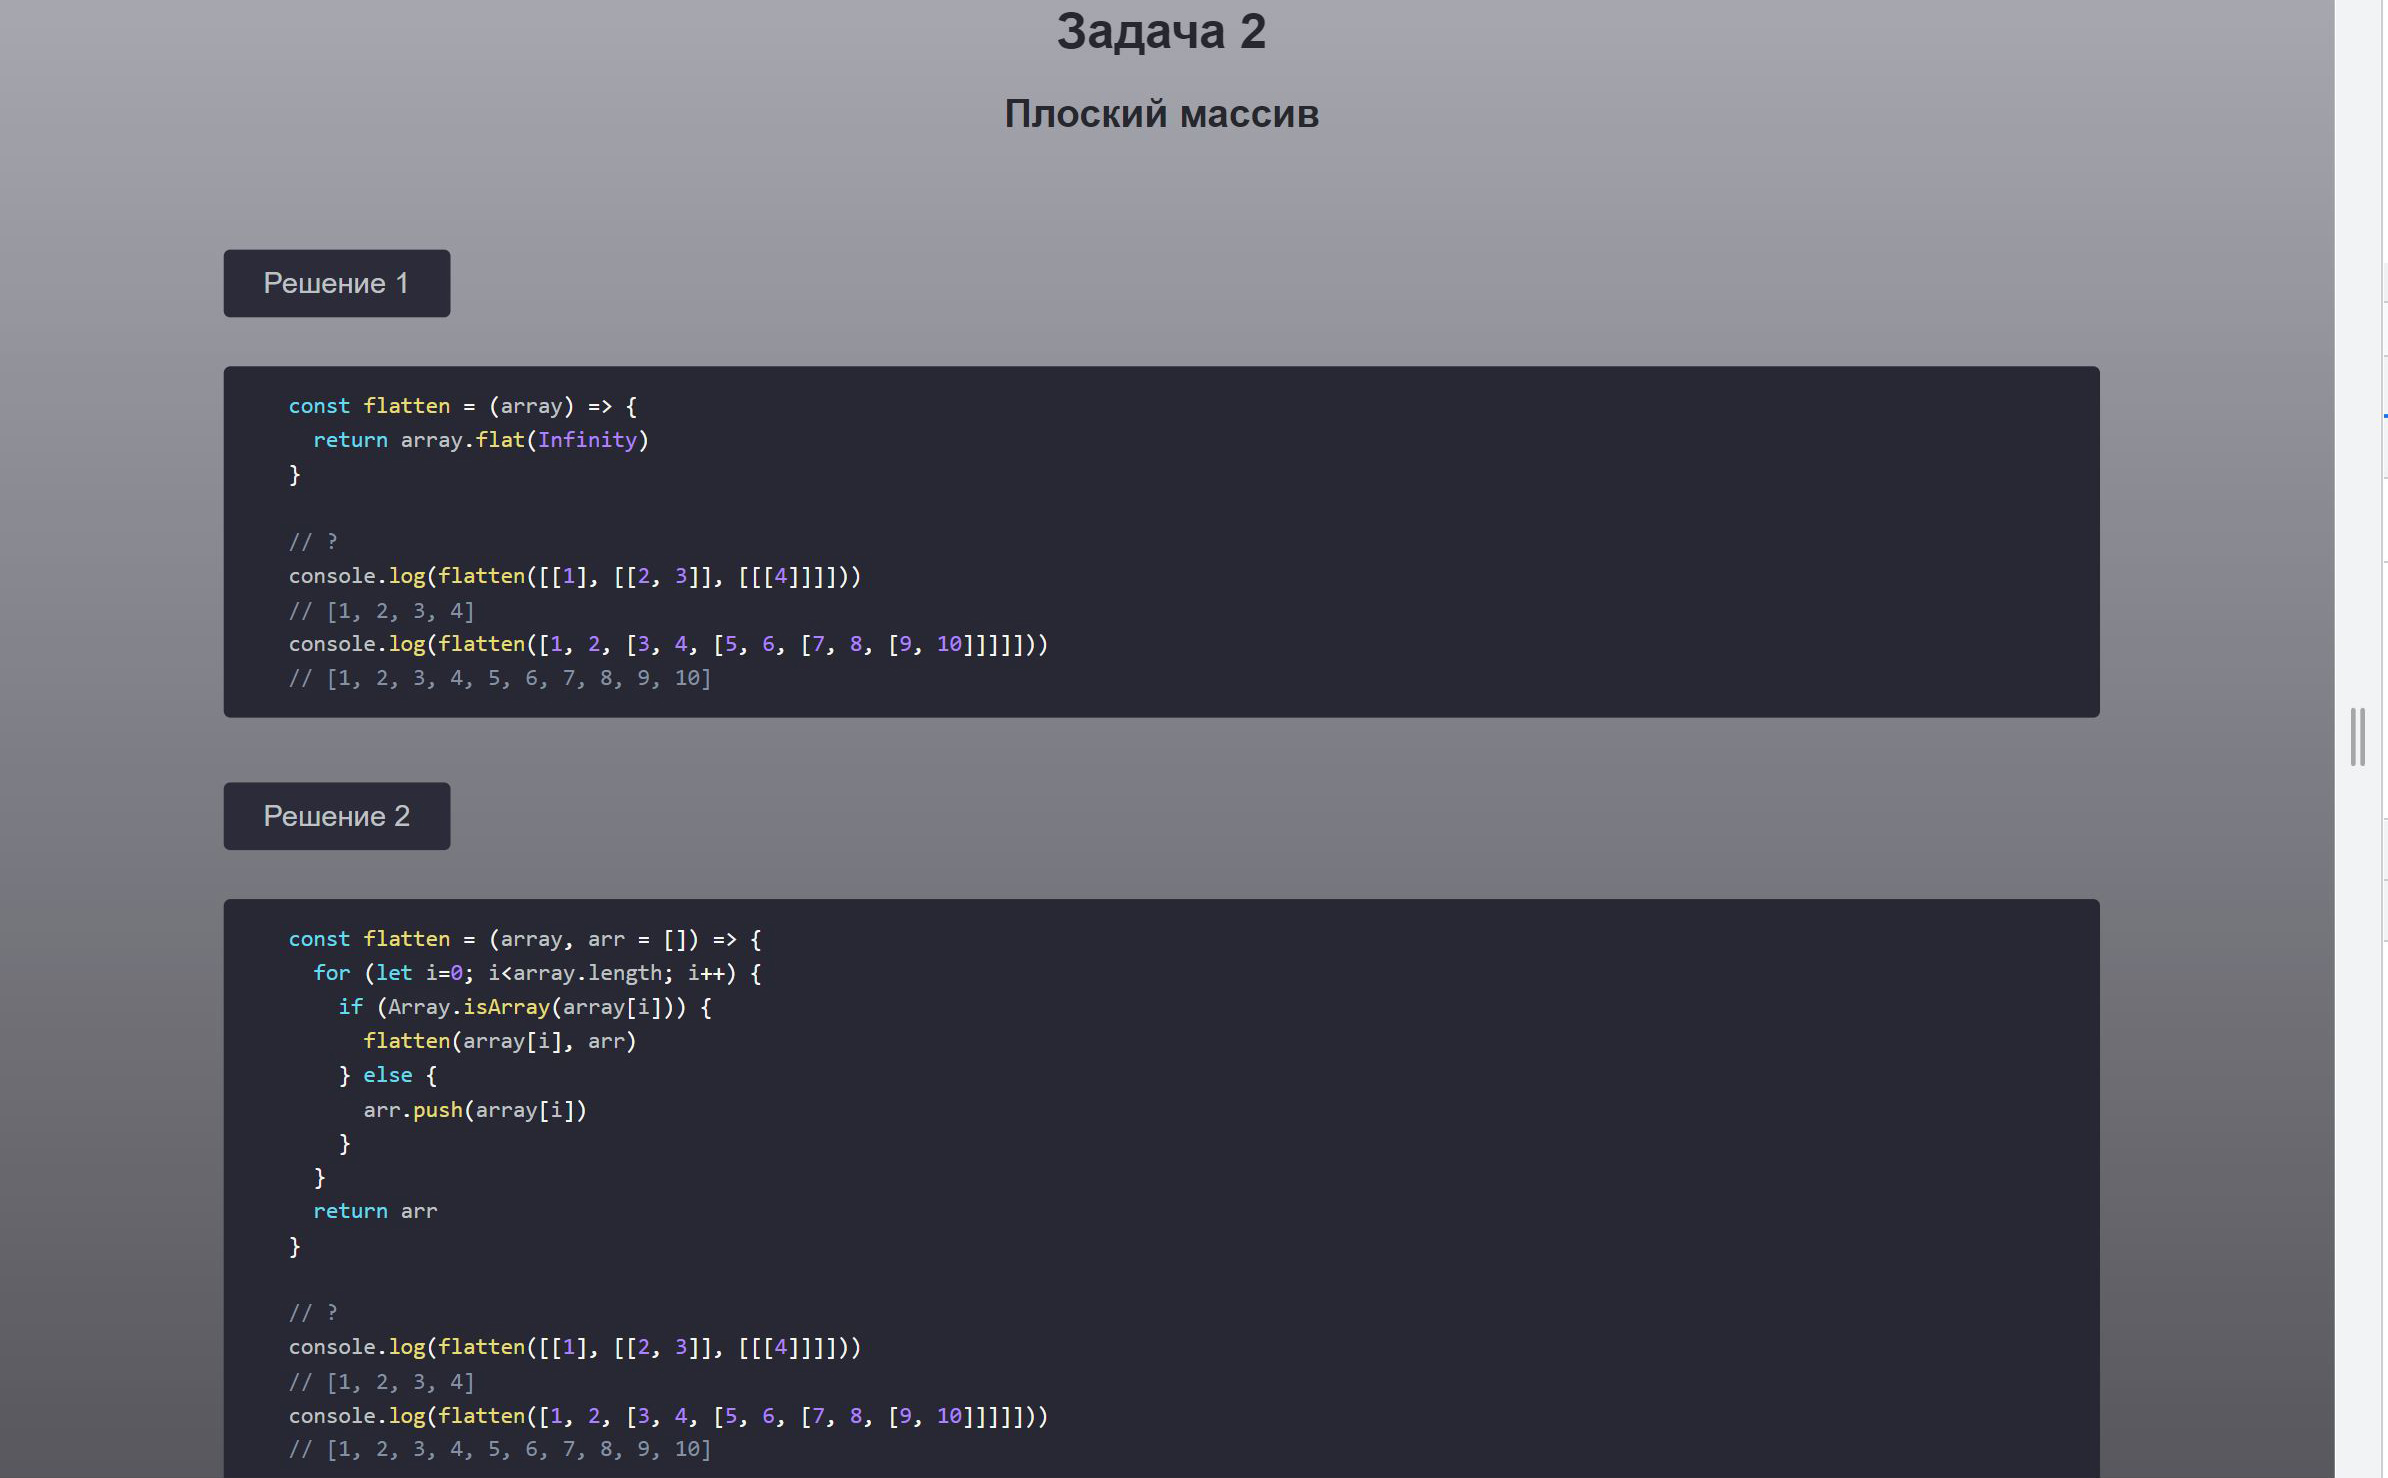 Задача 2
Плоский массив
Решение 1
const flatten = (array) => {
  return array.flat(Infinity)
}
// ?
console.log(flatten([[1], [[2, 3]], [[[4]]]]))
// [1, 2, 3, 4]
console.log(flatten([1, 2, [3, 4, [5, 6, [7, 8, [9, 10]]]]]))
// [1, 2, 3, 4, 5, 6, 7, 8, 9, 10]
Решение 2
const flatten = (array, arr = []) => {
  for (let i=0; i<array.length; i++) {
    if (Array.isArray(array[i])) {
      flatten(array[i], arr)
    } else {
      arr.push(array[i])
    }
  }
  return arr
}
// ?
console.log(flatten([[1], [[2, 3]], [[[4]]]]))
// [1, 2, 3, 4]
console.log(flatten([1, 2, [3, 4, [5, 6, [7, 8, [9, 10]]]]]))
// [1, 2, 3, 4, 5, 6, 7, 8, 9, 10]